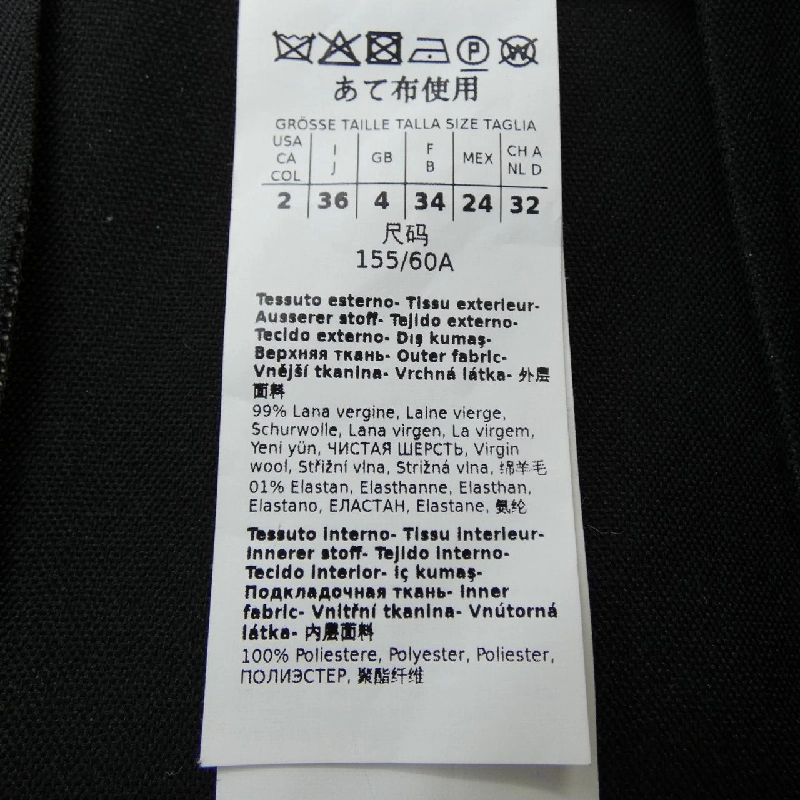 P W
あて布使用
GRÖSSE TAILLE TALLA SIZE TAGLIA
USA CA COL I J GB F B MEX CH A NL D
2 36 4 34 24 32
尺码
155/60A
Tessuto esterno- Tissu exterieur-
Ausserer stoff- Tejido externo-
Tecido externo- Dış kumaş-
Верхняя ткань- Outer fabric-
Vnější tkanina- Vrchná látka- 外层
面料
99% Lana vergine, Laine vierge,
Schurwolle, Lana virgen, La virgem,
Yeni yün, ЧИСТАЯ ШЕРСТЬ, Virgin
wool, Střižní vlna, Strižná vlna, 绵羊毛
01% Elastan, Elasthanne, Elasthan,
Elastano, ЕЛАСТАН, Elastane, 氨纶
Tessuto interno- Tissu interieur-
Innerer stoff- Tejido interno-
Tecido interior- İç kumaş-
Подкладочная ткань- Inner
fabric- Vnitřní tkanina- Vnútorná
látka- 内层面料
100% Poliestere, Polyester, Poliester,
ПОЛИЭСТЕР, 聚酯纤维